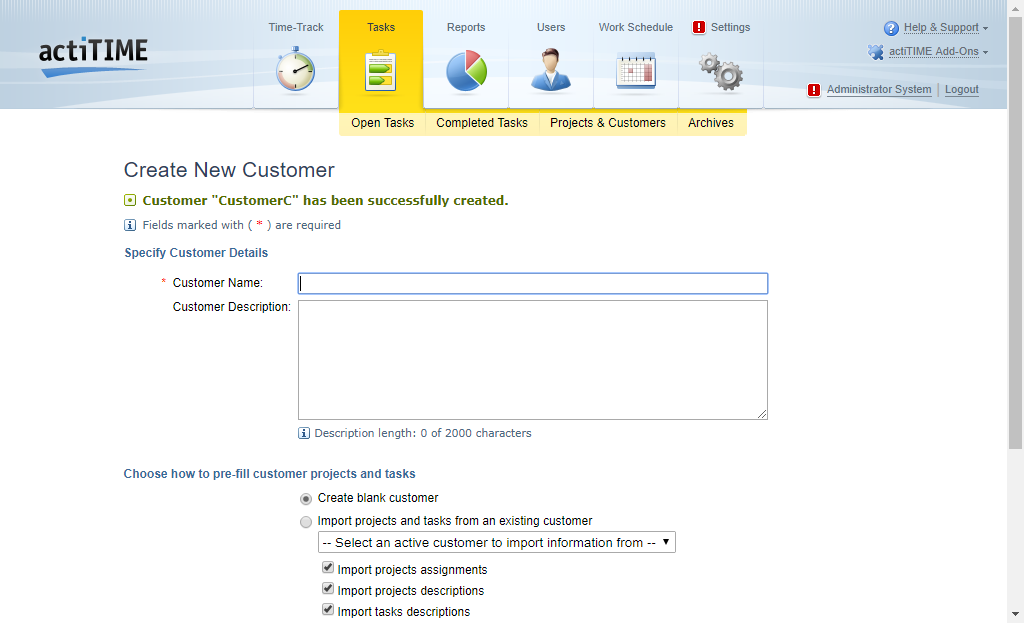 actiTIME
Time-Track
Tasks
Reports
Users
Work Schedule
Settings
Help & Support
actiTIME Add-Ons
Administrator System
Logout
Open Tasks
Completed Tasks
Projects & Customers
Archives
Create New Customer
Customer "CustomerC" has been successfully created.
Fields marked with ( * ) are required
Specify Customer Details
* Customer Name:
Customer Description:
Description length: 0 of 2000 characters
Choose how to pre-fill customer projects and tasks
Create blank customer
Import projects and tasks from an existing customer
-- Select an active customer to import information from --
Import projects assignments
Import projects descriptions
Import tasks descriptions